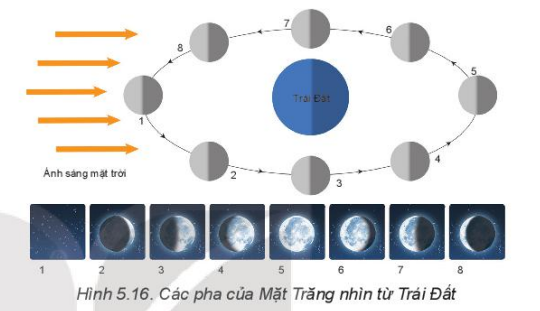 7
8
6
5
Trái Đất
1
Ánh sáng mặt trời
2
3
4
1 2 3 4 5 6 7 8
Hình 5.16. Các pha của Mặt Trăng nhìn từ Trái Đất